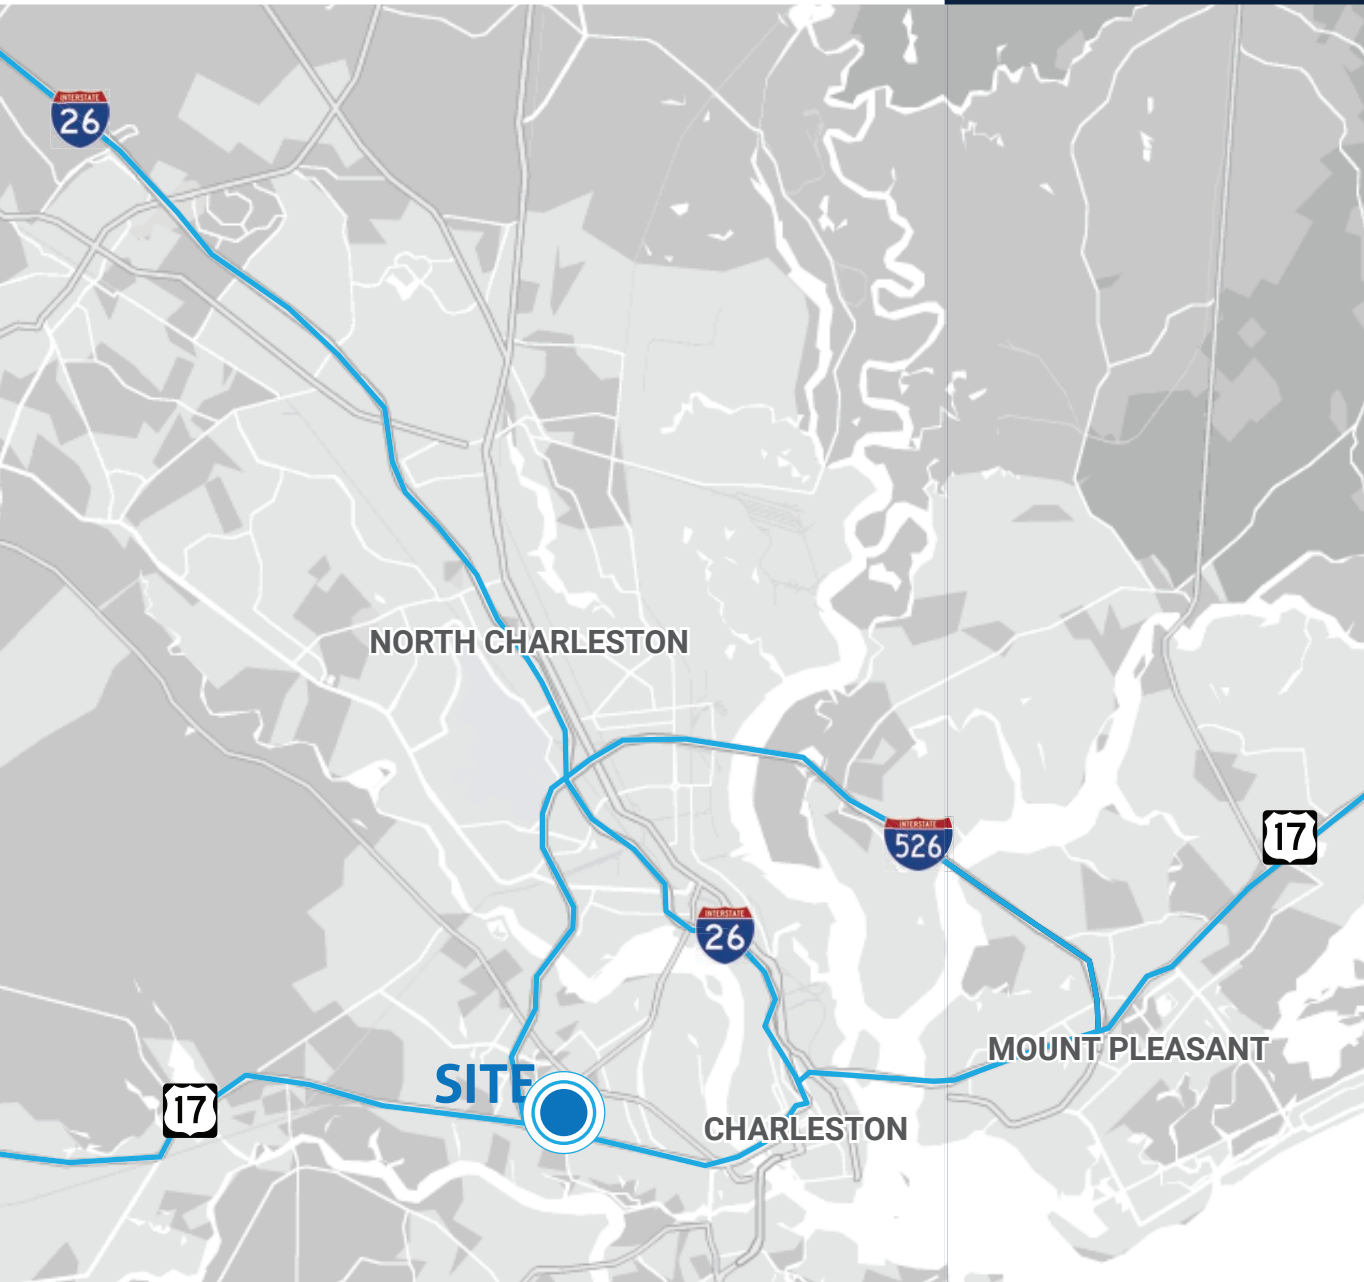 INTERSTATE
26
NORTH CHARLESTON
INTERSTATE
526
17
INTERSTATE
26
MOUNT PLEASANT
SITE
17
CHARLESTON